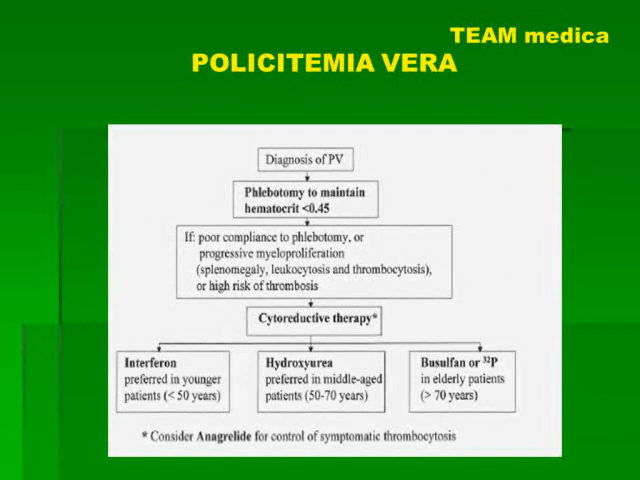 TEAM medica
POLICITEMIA VERA
Diagnosis of PV
Phlebotomy to maintain
hematocrit <0.45
If: poor compliance to phlebotomy, or
progressive myeloproliferation
(splenomegaly, leukocytosis and thrombocytosis),
or high risk of thrombosis
Cytoreductive therapy*
Interferon
preferred in younger
patients (< 50 years)
Hydroxyurea
preferred in middle-aged
patients (50-70 years)
Busulfan or ³²P
in elderly patients
(> 70 years)
* Consider Anagrelide for control of symptomatic thrombocytosis